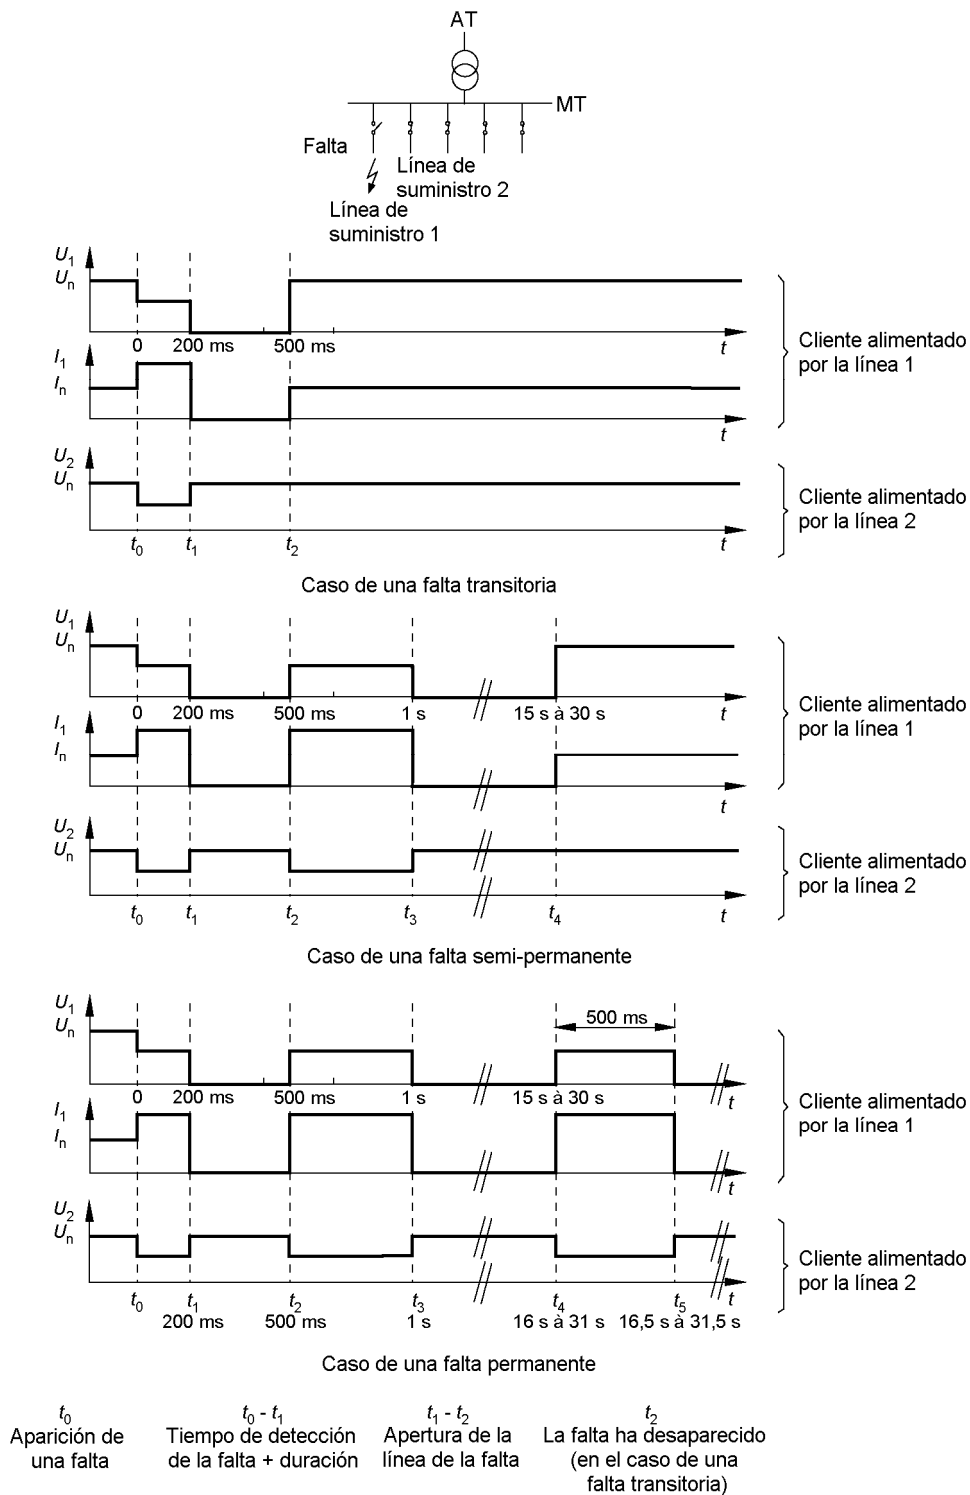 AT
MT
Falta
Línea de
suministro 2
Línea de
suministro 1
U1
Un
0 200 ms 500 ms t
Cliente alimentado
por la línea 1
I1
In
t
U2
Un
Cliente alimentado
por la línea 2
t0 t1 t2 t
Caso de una falta transitoria
U1
Un
0 200 ms 500 ms 1 s 15 s à 30 s
Cliente alimentado
por la línea 1
I1
In
t
U2
Un
Cliente alimentado
por la línea 2
t0 t1 t2 t3 t4 t
Caso de una falta semi-permanente
U1
Un
500 ms
0 200 ms 500 ms 1 s 15 s à 30 s t
Cliente alimentado
por la línea 1
I1
In
t
U2
Un
Cliente alimentado
por la línea 2
t0 t1 t2 t3 t4 t5 t
200 ms 500 ms 1 s 16 s à 31 s 16,5 s à 31,5 s
Caso de una falta permanente
t0 t0 - t1 t1 - t2 t2
Aparición de Tiempo de detección Apertura de la La falta ha desaparecido
una falta de la falta + duración línea de la falta (en el caso de una
falta transitoria)